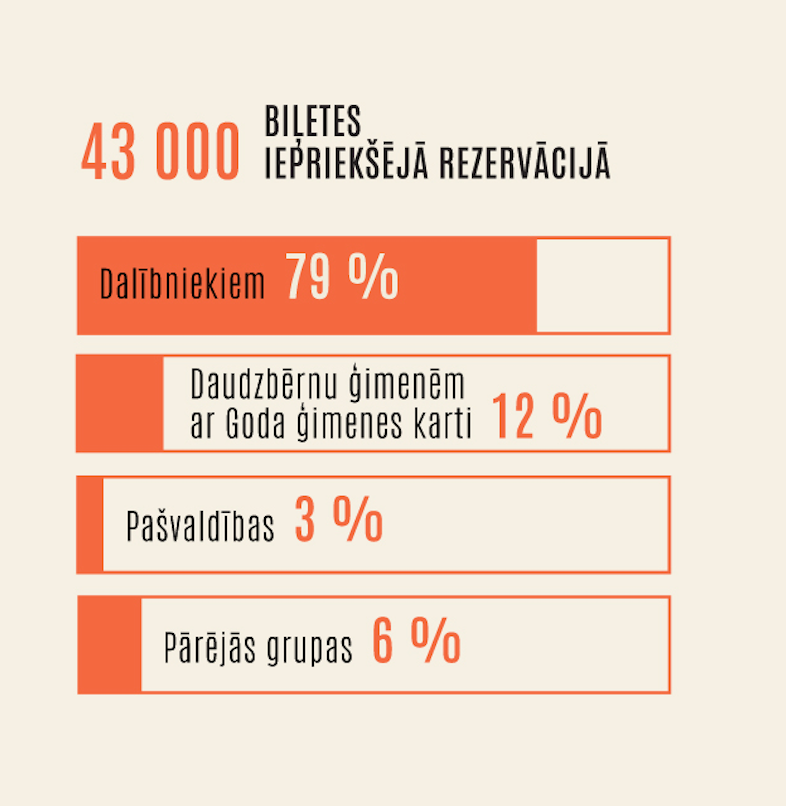 43 000 BIĻETES
IEPRIEKŠĒJĀ REZERVĀCIJĀ
Dalībniekiem 79 %
Daudzbērnu ģimenēm
ar Goda ģimenes karti 12 %
Pašvaldības 3 %
Pārējās grupas 6 %